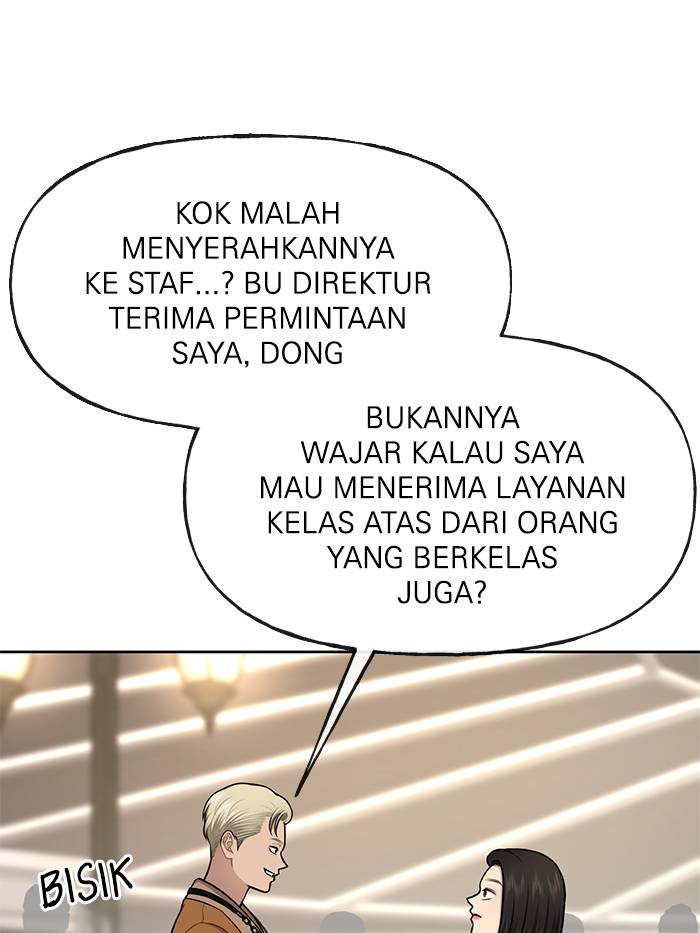 KOK MALAH
MENYERAHKANNYA
KE STAF...? BU DIREKTUR
TERIMA PERMINTAAN
SAYA, DONG
BUKANNYA
WAJAR KALAU SAYA
MAU MENERIMA LAYANAN
KELAS ATAS DARI ORANG
YANG BERKELAS
JUGA?
BISIK